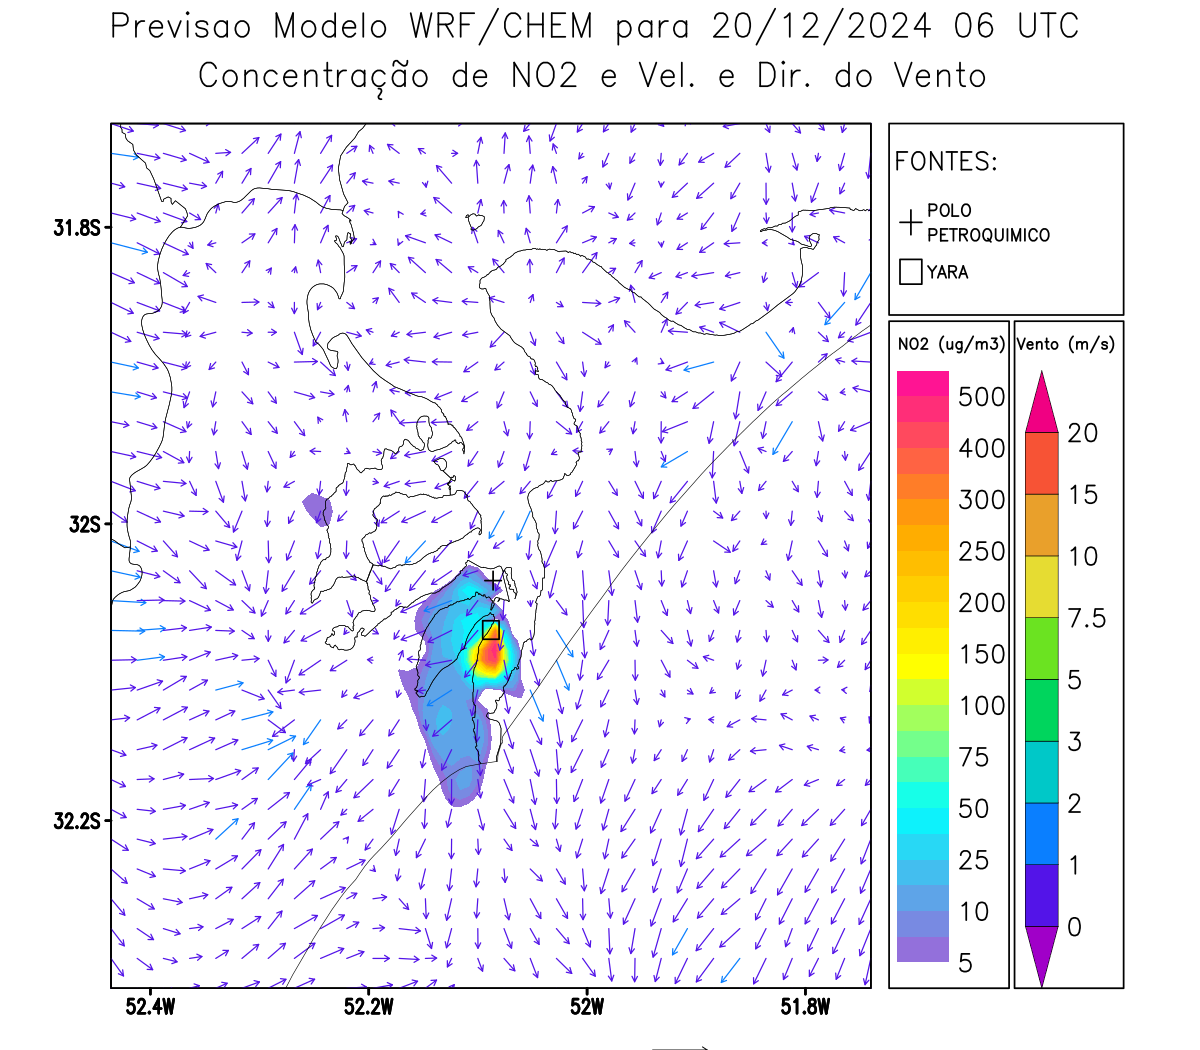 Previsao Modelo WRF/CHEM para 20/12/2024 06 UTC
Concentração de NO2 e Vel. e Dir. do Vento
FONTES:
POLO
PETROQUIMICO
YARA
31.8S
32S
32.2S
52.4W
52.2W
52W
51.8W
NO2 (ug/m3)
500
400
300
250
200
150
100
75
50
25
10
5
Vento (m/s)
20
15
10
7.5
5
3
2
1
0